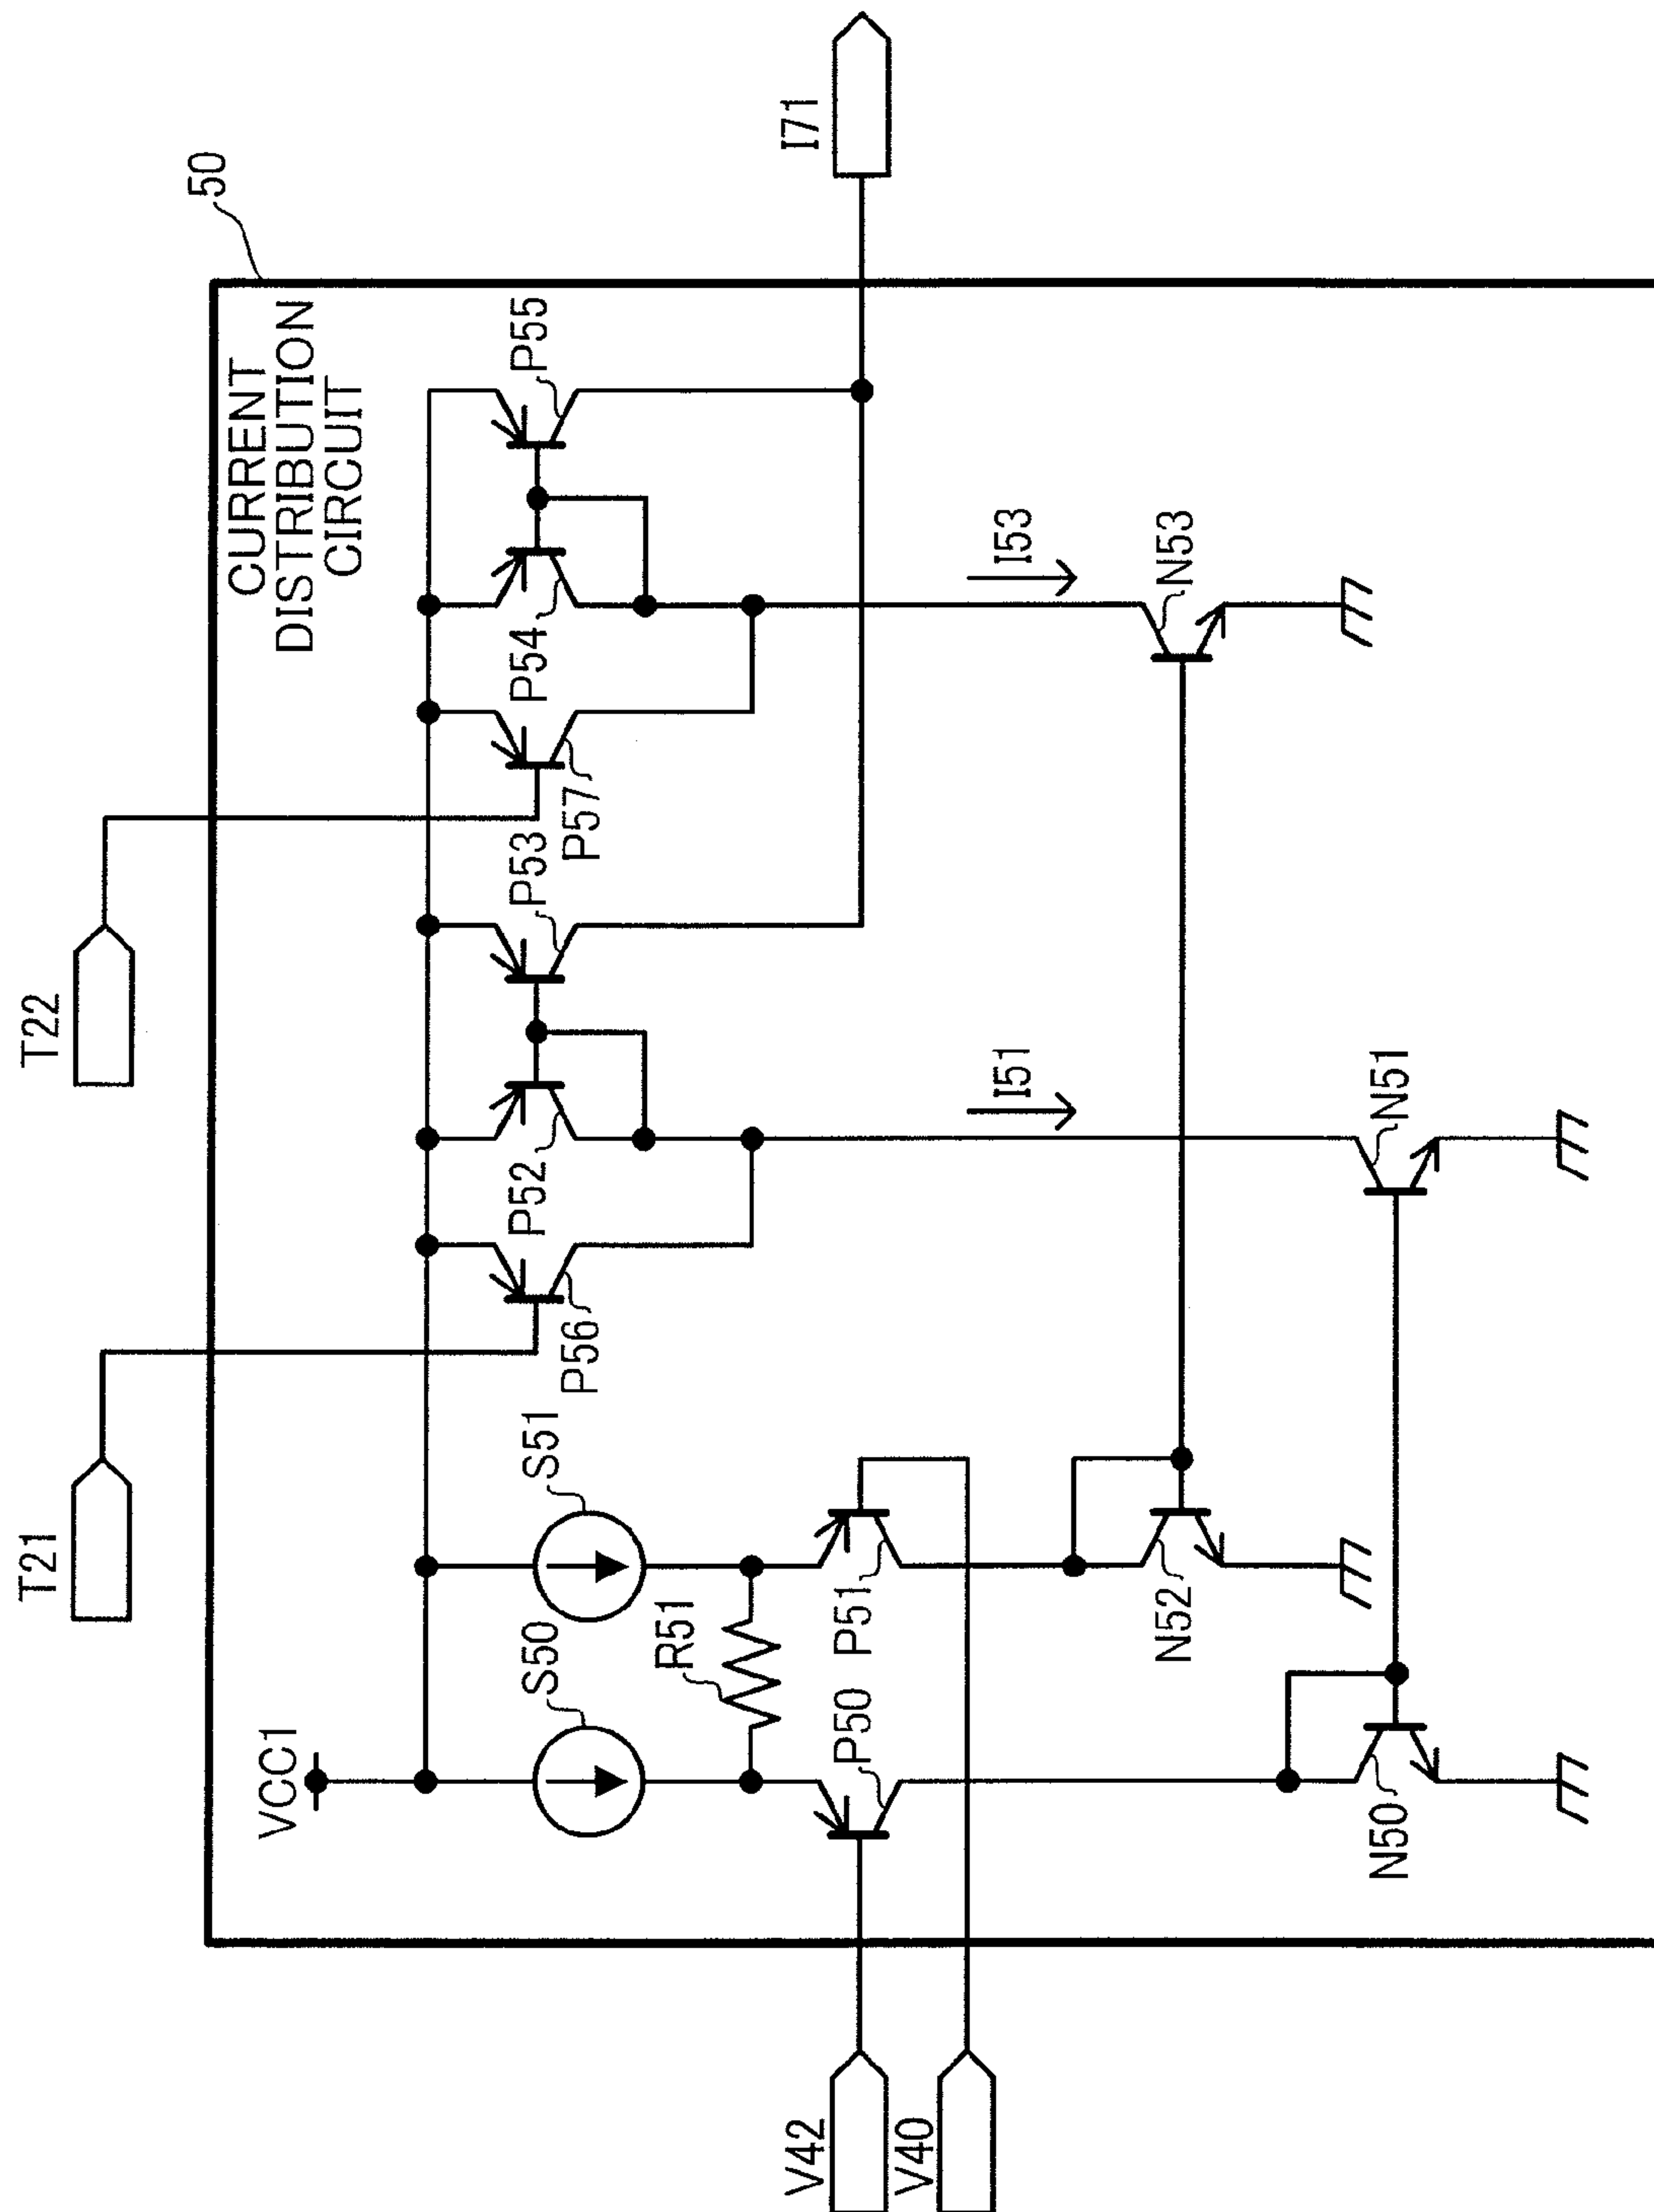 T21
T22
50
CURRENT
DISTRIBUTION
CIRCUIT
VCC1
S50
S51
P56
P52
P53
P57
P54
P55
R51
V42
V40
P50
P51
I71
I51
I53
N50
N52
N51
N53